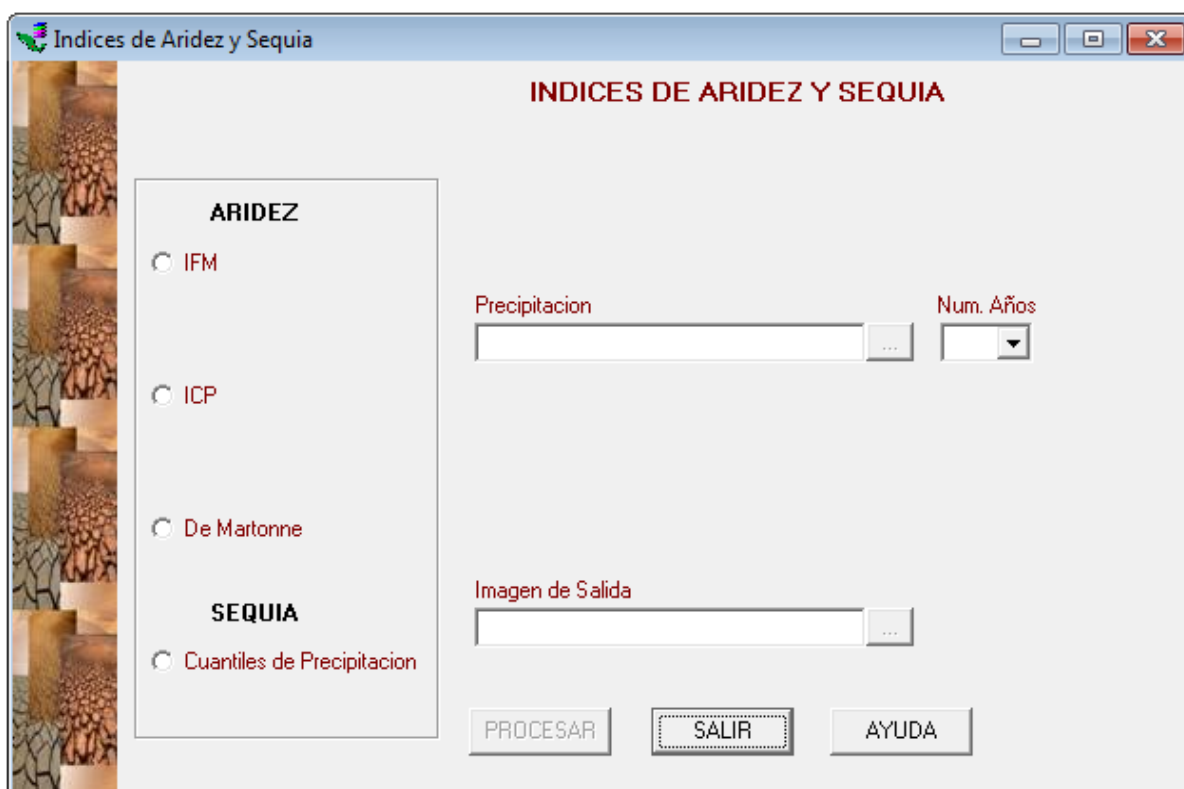 Indices de Aridez y Sequia
INDICES DE ARIDEZ Y SEQUIA
ARIDEZ
IFM
ICP
De Martonne
SEQUIA
Cuantiles de Precipitacion
Precipitacion
...
Num. Años
Imagen de Salida
...
PROCESAR
SALIR
AYUDA